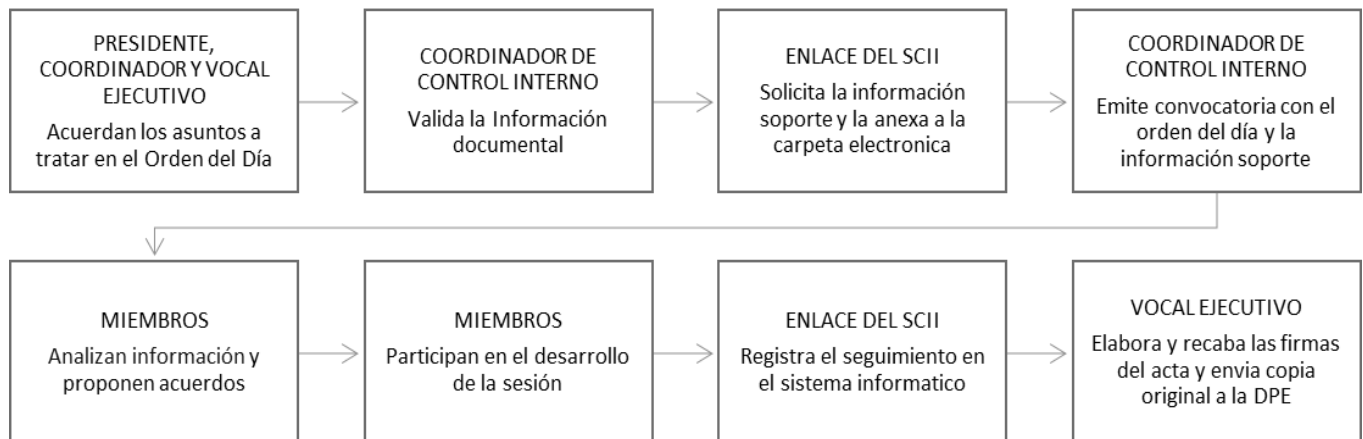 PRESIDENTE,
COORDINADOR Y VOCAL
EJECUTIVO
Acuerdan los asuntos a
tratar en el Orden del Día
COORDINADOR DE
CONTROL INTERNO
Valida la Información
documental
ENLACE DEL SCII
Solicita la información
soporte y la anexa a la
carpeta electronica
COORDINADOR DE
CONTROL INTERNO
Emite convocatoria con el
orden del día y la
información soporte
MIEMBROS
Analizan información y
proponen acuerdos
MIEMBROS
Participan en el desarrollo
de la sesión
ENLACE DEL SCII
Registra el seguimiento en
el sistema informatico
VOCAL EJECUTIVO
Elabora y recaba las firmas
del acta y envia copia
original a la DPE